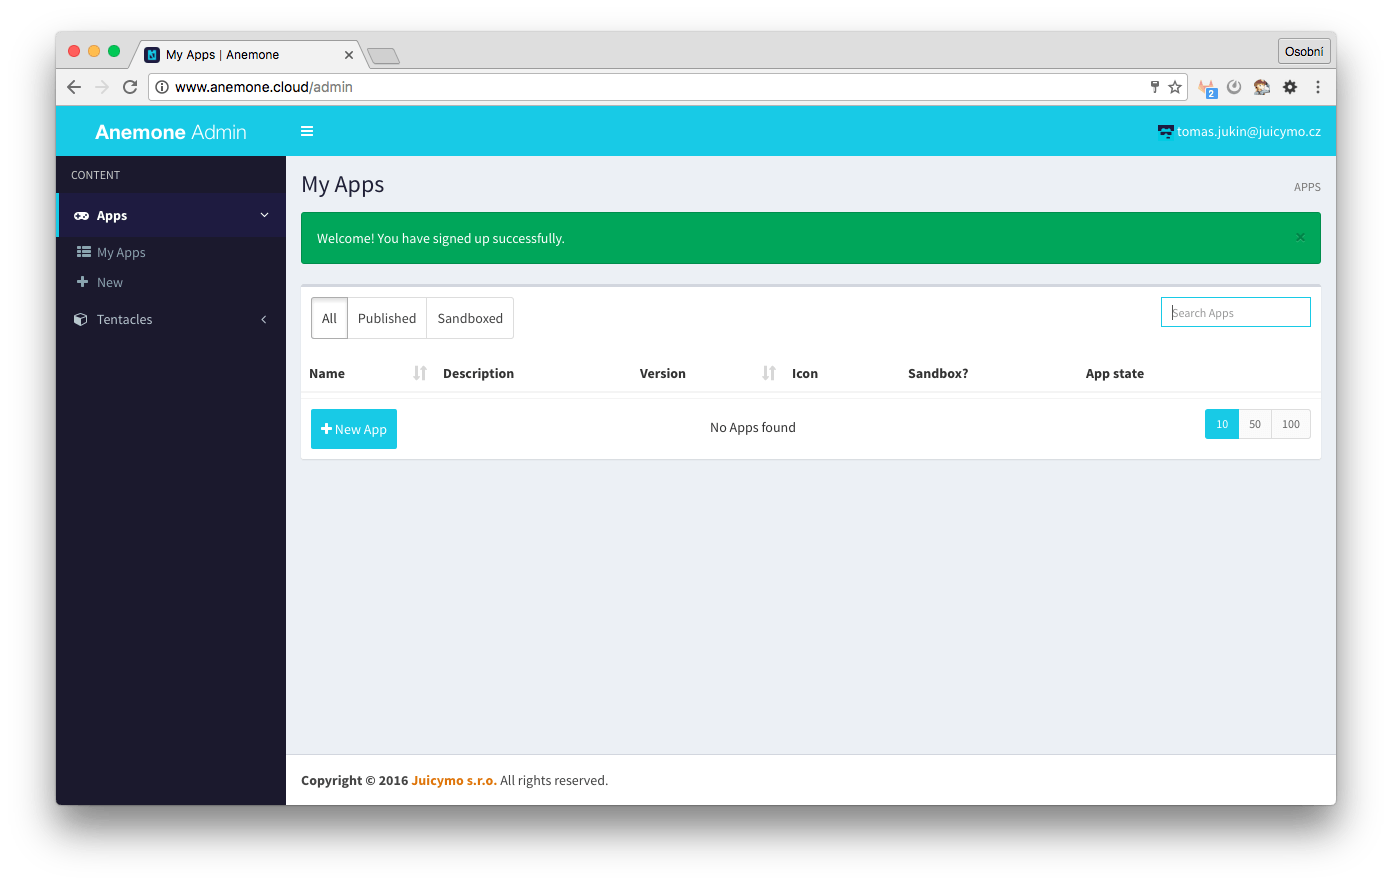 My Apps | Anemone
Osobní
www.anemone.cloud/admin
2
Anemone Admin
tomas.jukin@juicymo.cz
CONTENT
Apps
My Apps
New
Tentacles
My Apps
APPS
Welcome! You have signed up successfully.
×
All Published Sandboxed
Search Apps
Name Description Version Icon Sandbox? App state
New App
No Apps found
10 50 100
Copyright © 2016 Juicymo s.r.o. All rights reserved.